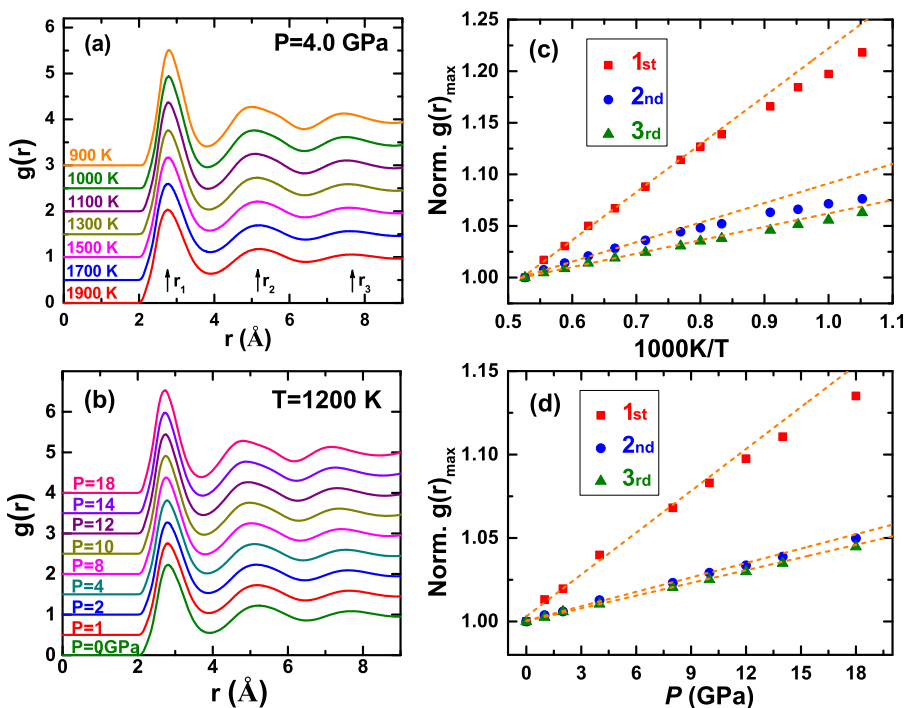 (a)
P=4.0 GPa
g(r)
6
5
4
3
2
1
0
900 K
1000 K
1100 K
1300 K
1500 K
1700 K
1900 K
r1
r2
r3
0
2
4
6
8
r (Å)
(c)
1st
2nd
3rd
Norm. g(r)max
1.25
1.20
1.15
1.10
1.05
1.00
0.5
0.6
0.7
0.8
0.9
1.0
1.1
1000K/T
(b)
T=1200 K
g(r)
6
5
4
3
2
1
0
P=18
P=14
P=12
P=10
P=8
P=4
P=2
P=1
P=0GPa
0
2
4
6
8
r (Å)
(d)
1st
2nd
3rd
Norm. g(r)max
1.15
1.10
1.05
1.00
0
3
6
9
12
15
18
P (GPa)